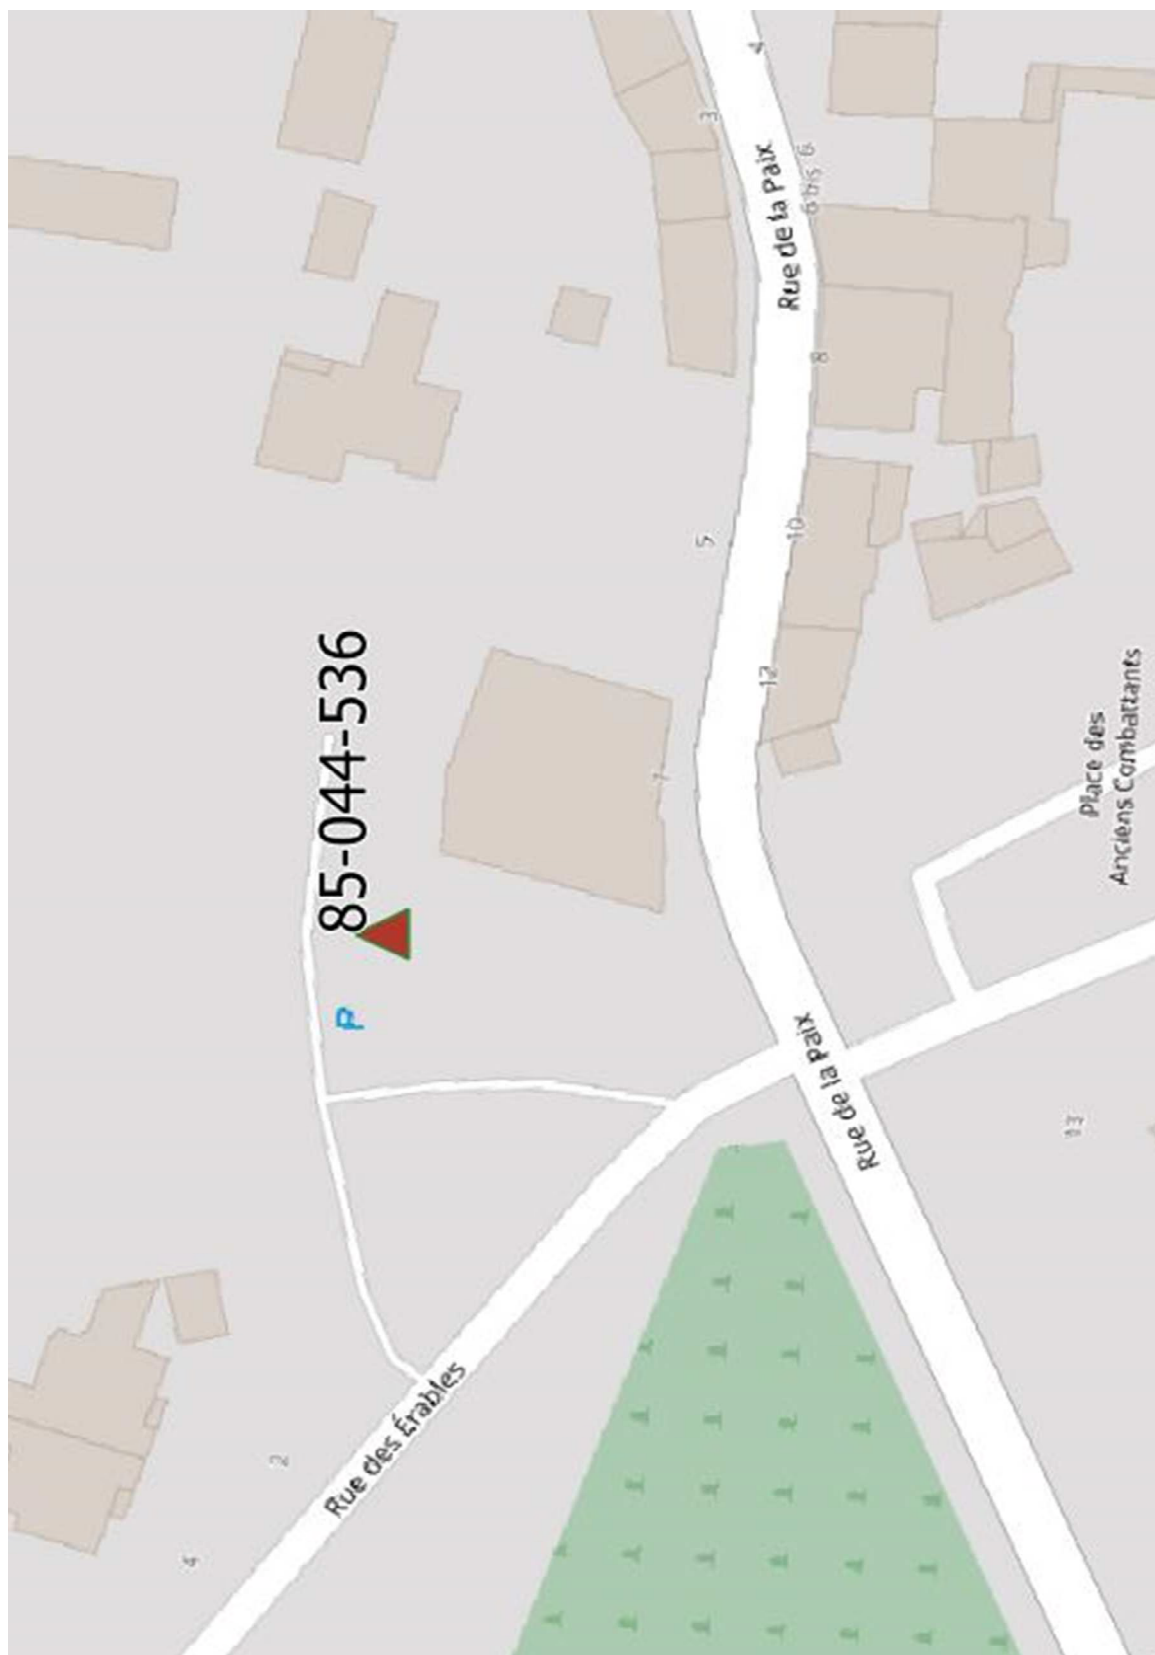 4
3
Rue de la Paix
6
6 bis
8
5
10
12
85-044-536
7
Place des
Anciens Combattants
P
Rue de la Paix
13
Rue des Érables
2
4